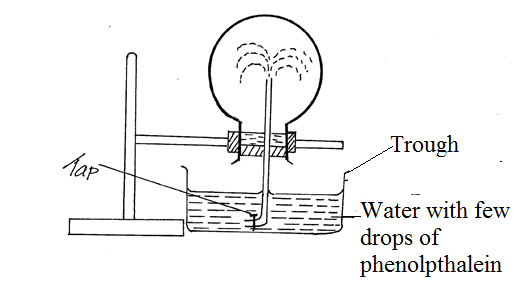 Trough
Tap
Water with few
drops of
phenolpthalein